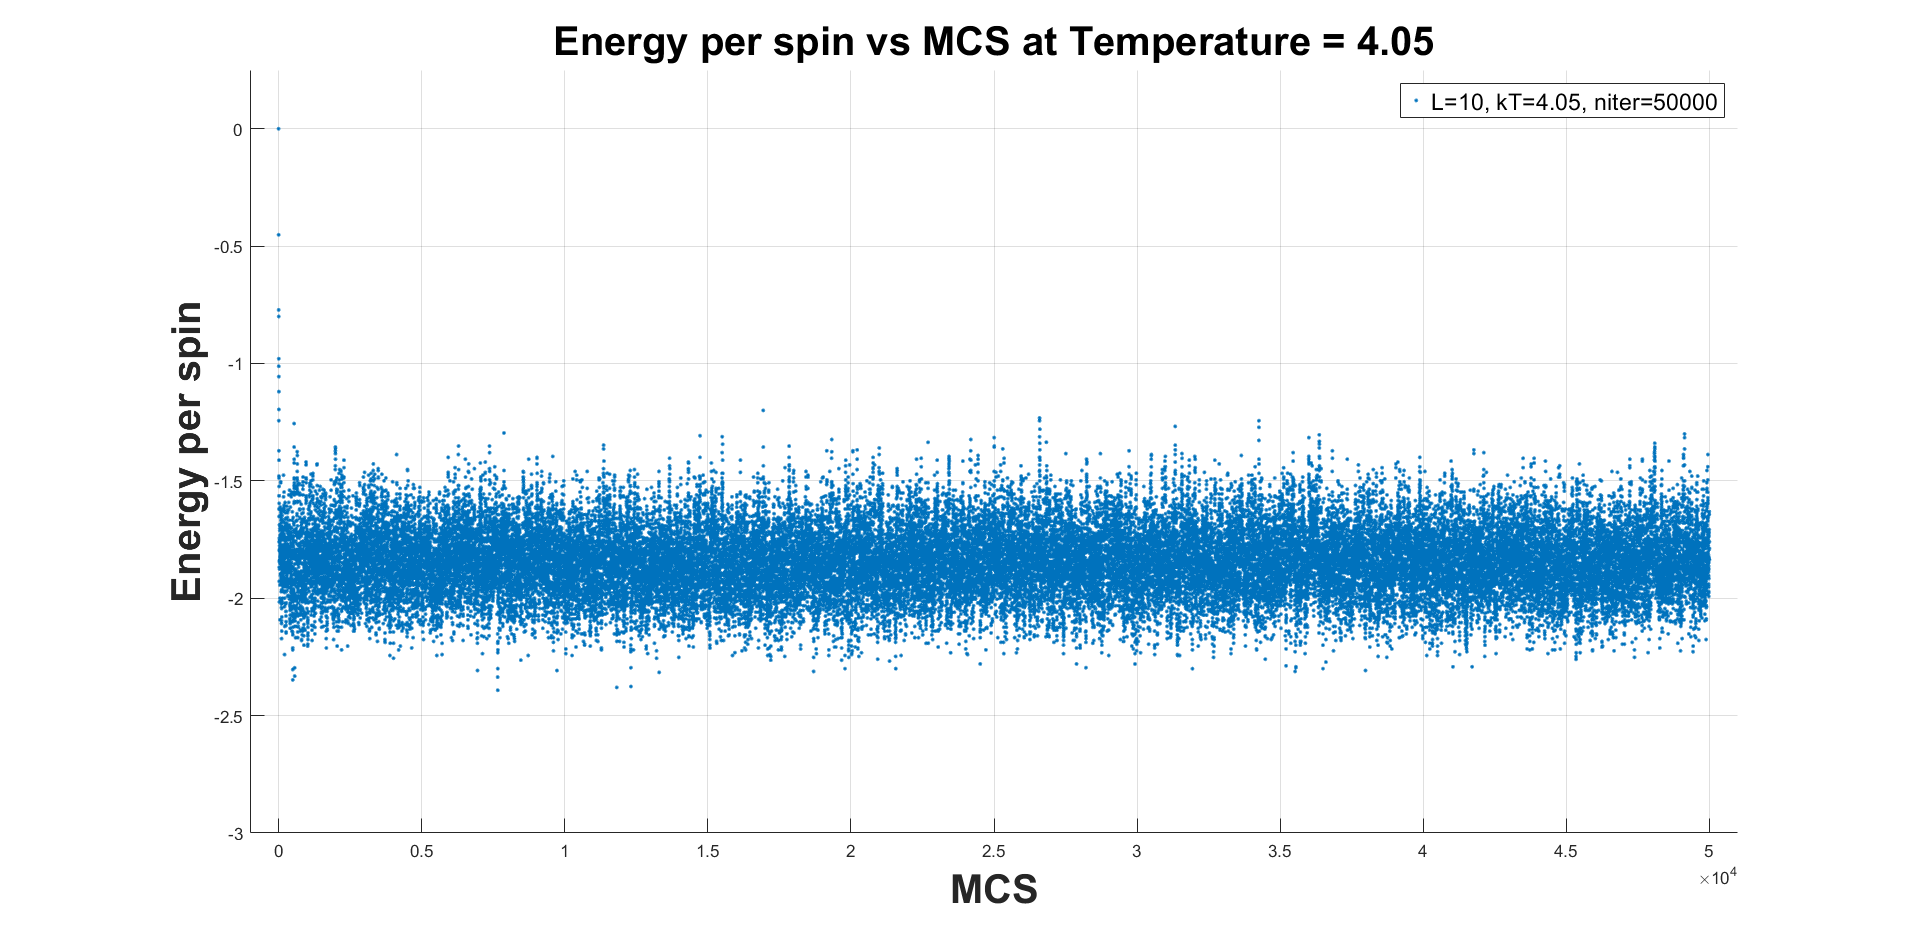 Energy per spin vs MCS at Temperature = 4.05
L=10, kT=4.05, niter=50000
Energy per spin
0
-0.5
-1
-1.5
-2
-2.5
-3
0 0.5 1 1.5 2 2.5 3 3.5 4 4.5 5
×10⁴
MCS